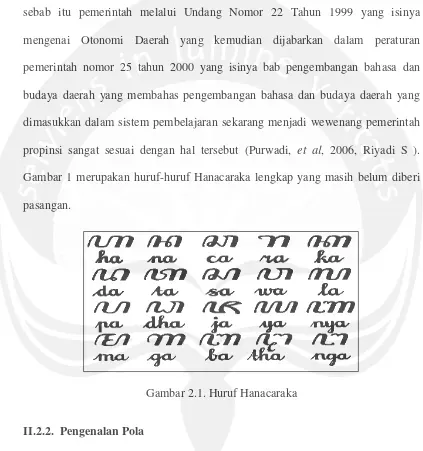 sebab itu pemerintah melalui Undang Nomor 22 Tahun 1999 yang isinya
mengenai Otonomi Daerah yang kemudian dijabarkan dalam peraturan
pemerintah nomor 25 tahun 2000 yang isinya bab pengembangan bahasa dan
budaya daerah yang membahas pengembangan bahasa dan budaya daerah yang
dimasukkan dalam sistem pembelajaran sekarang menjadi wewenang pemerintah
propinsi sangat sesuai dengan hal tersebut (Purwadi, et al, 2006, Riyadi S ).
Gambar 1 merupakan huruf-huruf Hanacaraka lengkap yang masih belum diberi
pasangan.
ꦲ ꦤ ꦕ ꦫ ꦏ
ha na ca ra ka
ꦢ ꦠ ꦱ ꦮ ꦭ
da ta sa wa la
ꦥ ꦝ ꦗ ꦪ ꦚ
pa dha ja ya nya
ꦩ ꦒ ꦧ ꦛ ꦔ
ma ga ba tha nga
Gambar 2.1. Huruf Hanacaraka
II.2.2. Pengenalan Pola